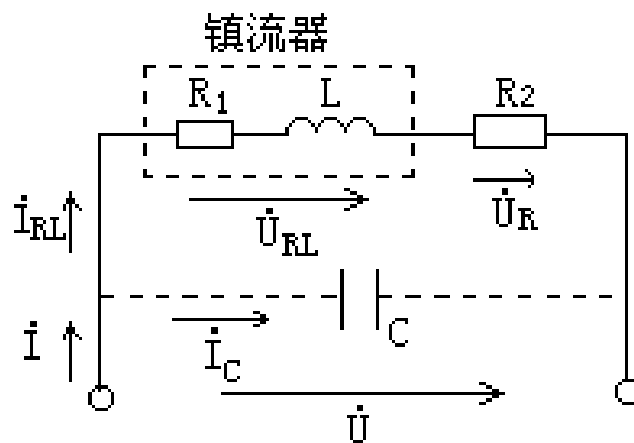 镇流器
R₁ L R2
İRL U̇RL U̇R
İ İC C
U̇